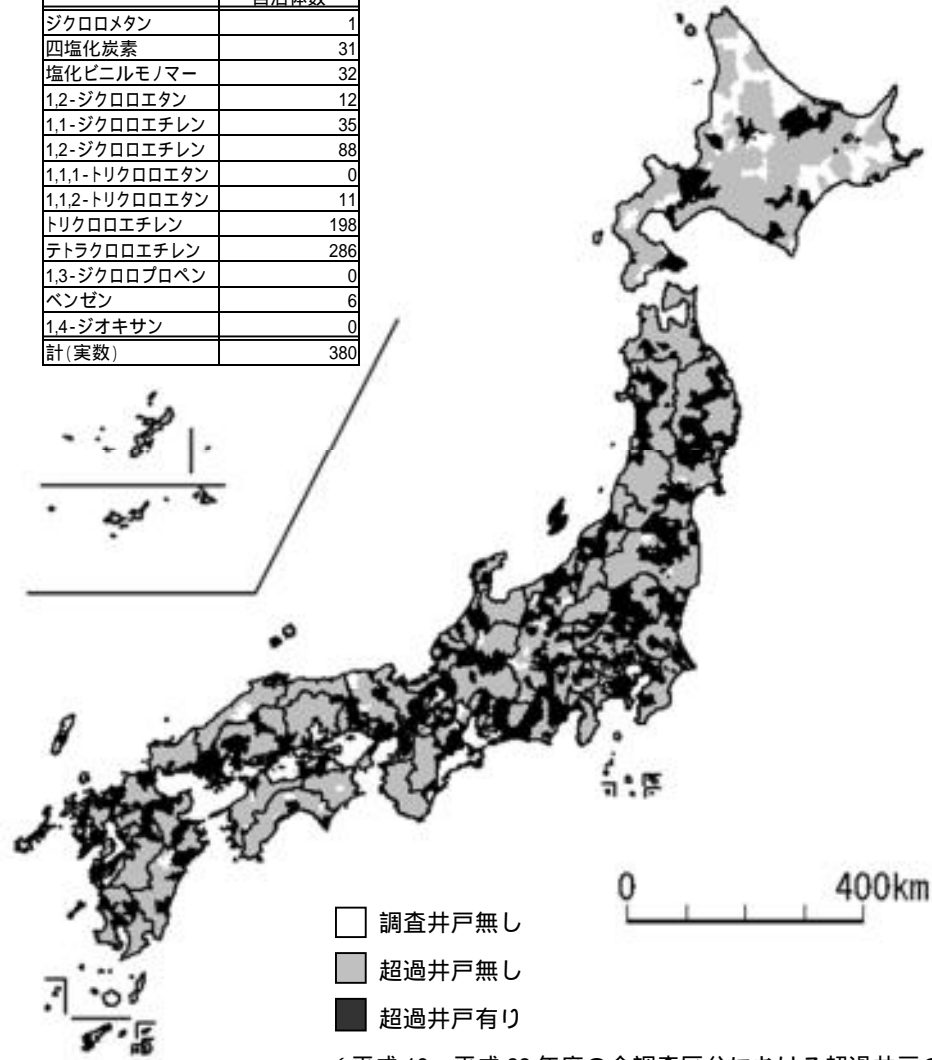 自治体数
ジクロロメタン 1
四塩化炭素 31
塩化ビニルモノマー 32
1,2-ジクロロエタン 12
1,1-ジクロロエチレン 35
1,2-ジクロロエチレン 88
1,1,1-トリクロロエタン 0
1,1,2-トリクロロエタン 11
トリクロロエチレン 198
テトラクロロエチレン 286
1,3-ジクロロプロペン 0
ベンゼン 6
1,4-ジオキサン 0
計(実数) 380
0 400km
調査井戸無し
超過井戸無し
超過井戸有り